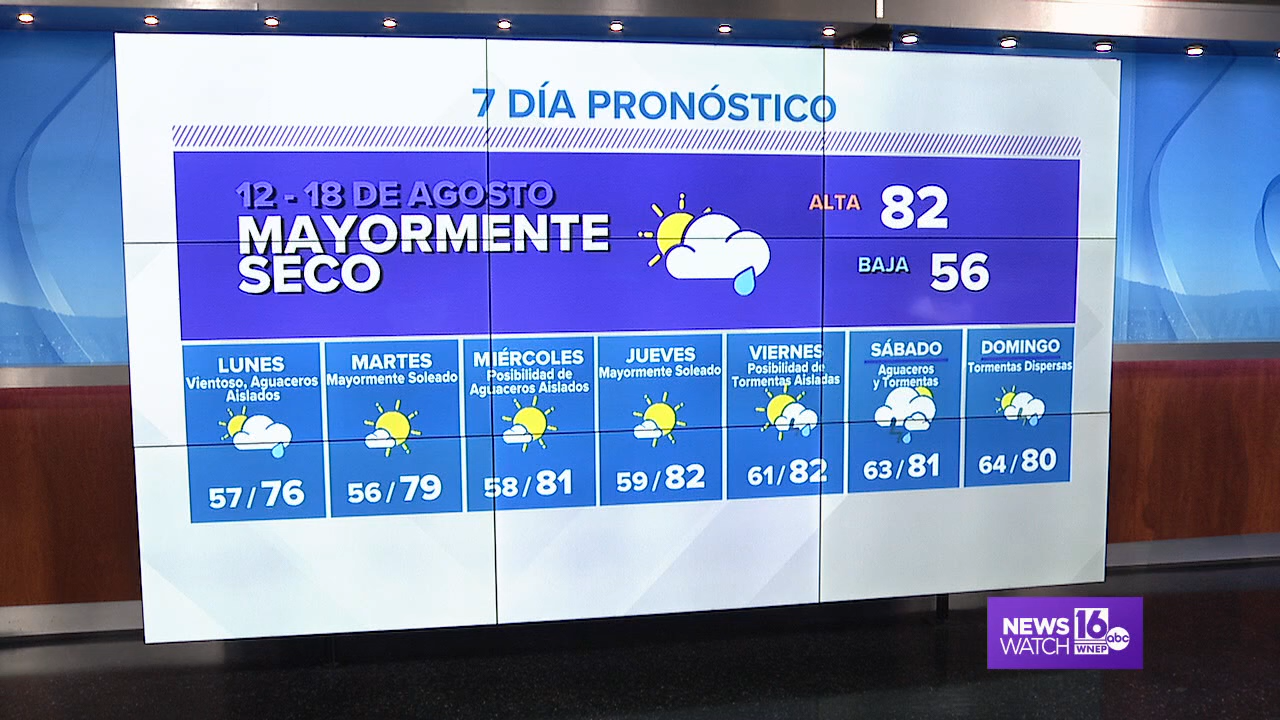 7 DÍA PRONÓSTICO
12 - 18 DE AGOSTO
MAYORMENTE
SECO
ALTA 82
BAJA 56
LUNES
Vientoso, Aguaceros
Aislados
57 / 76
MARTES
Mayormente Soleado
56 / 79
MIÉRCOLES
Posibilidad de
Aguaceros Aislados
58 / 81
JUEVES
Mayormente Soleado
59 / 82
VIERNES
Posibilidad de
Tormentas Aisladas
61 / 82
SÁBADO
Aguaceros
y Tormentas
63 / 81
DOMINGO
Tormentas Dispersas
64 / 80
NEWS 16 abc
WATCH WNEP